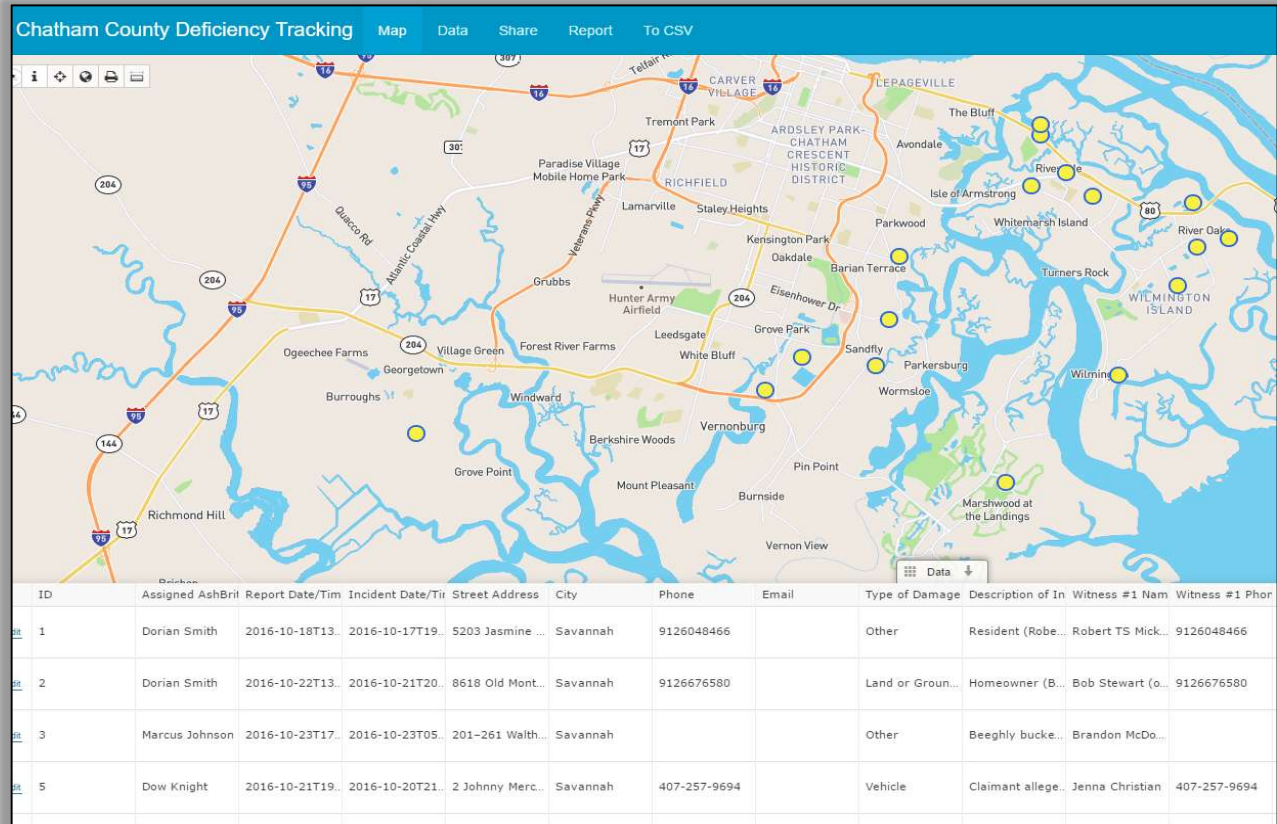 Chatham County Deficiency Tracking Map Data Share Report To CSV
307
16
16
16
16
Telfair
CARVER
VILLAGE
LEPAGEVILLE
The Bluff
Tremont Park
17
ARDSLEY PARK-
CHATHAM
CRESCENT
HISTORIC
DISTRICT
Avondale
Paradise Village
Mobile Home Park
204
95
RICHFIELD
Isle of Armstrong
80
Lamarville
Staley Heights
Parkwood
Whitemarsh Island
River Oaks
Quacco Rd
Atlantic Coastal Hwy
Veterans Pkwy
Kensington Park
Oakdale
Barian Terrace
Turners Rock
204
Grubbs
17
Hunter Army
Airfield
204
Eisenhower Dr
WILMINGTON
ISLAND
95
Leedsgate
Grove Park
Ogeechee Farms
204
Village Green
Forest River Farms
White Bluff
Sandfly
Parkersburg
Georgetown
Burroughs
Windward
Wormsloe
95
17
144
Vernonburg
Berkshire Woods
Grove Point
Pin Point
Mount Pleasant
Burnside
Marshwood at
the Landings
Richmond Hill
17
95
Vernon View
Data
ID Assigned AshBrit Report Date/Tim Incident Date/Tir Street Address City Phone Email Type of Damage Description of In Witness #1 Nam Witness #1 Phor
1 Dorian Smith 2016-10-18T13.. 2016-10-17T19.. 5203 Jasmine ... Savannah 9126048466 Other Resident (Robe... Robert TS Mick... 9126048466
2 Dorian Smith 2016-10-22T13.. 2016-10-21T20.. 8618 Old Mont... Savannah 9126676580 Land or Groun... Homeowner (B... Bob Stewart (o... 9126676580
3 Marcus Johnson 2016-10-23T17.. 2016-10-23T05.. 201–261 Walth... Savannah Other Beeghly bucke... Brandon McDo...
5 Dow Knight 2016-10-21T19.. 2016-10-20T21.. 2 Johnny Merc... Savannah 407-257-9694 Vehicle Claimant allege.. Jenna Christian 407-257-9694